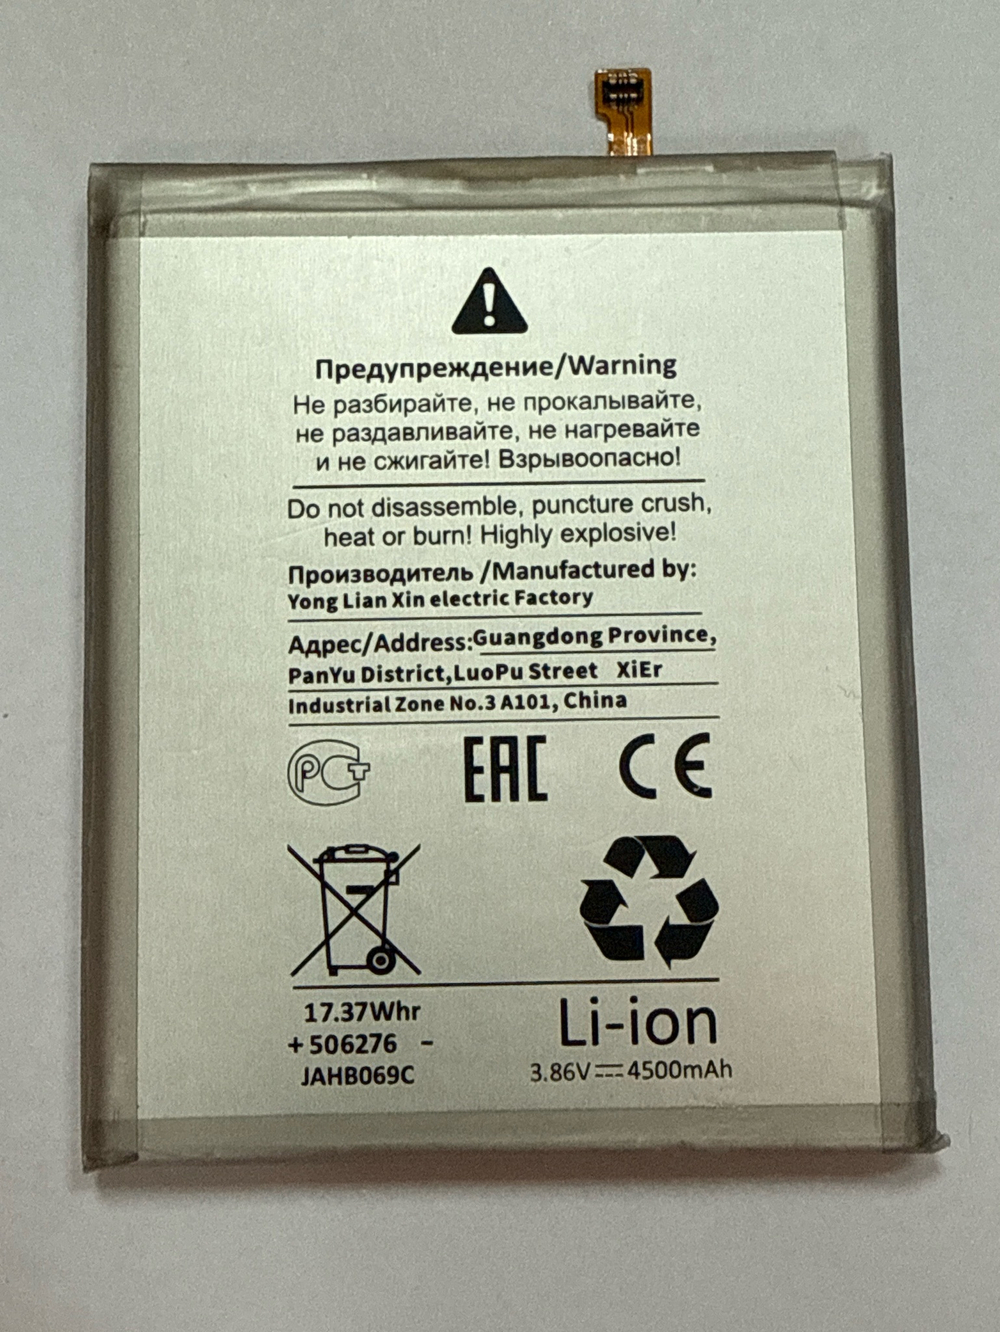 Предупреждение/Warning
Не разбирайте, не прокалывайте,
не раздавливайте, не нагревайте
и не сжигайте! Взрывоопасно!
Do not disassemble, puncture crush,
heat or burn! Highly explosive!
Производитель /Manufactured by:
Yong Lian Xin electric Factory
Адрес/Address:Guangdong Province,
PanYu District,LuoPu Street XiEr
Industrial Zone No.3 A101, China
РСТ EAC CE
17.37Whr
+506276 -
JAHB069C
Li-ion
3.86V⎓4500mAh